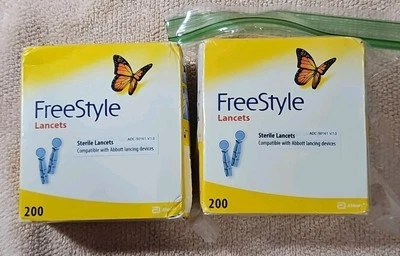 FreeStyle
Lancets
Sterile Lancets
Compatible with Abbott lancing devices
200
FreeStyle
Lancets
Sterile Lancets
Compatible with Abbott lancing devices
200